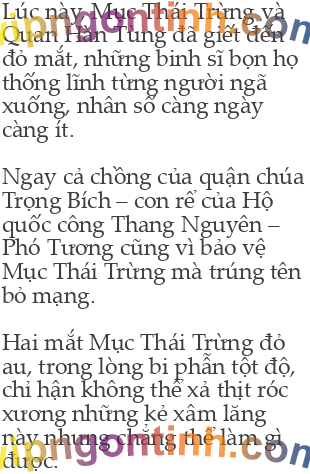 Lúc này, Mục Thái Trừng và
Quan Hàn Tùng đã giết đến
đỏ mắt, những binh sĩ bọn họ
thống lĩnh từng người ngã
xuống, nhân số càng ngày
càng ít.
Ngay cả chồng của quận chúa
Trọng Bích – con rể của Hộ
quốc công Thang Nguyên –
Phó Tương cũng vì bảo vệ
Mục Thái Trừng mà trúng tên
bỏ mạng.
Hai mắt Mục Thái Trừng đỏ
au, trong lòng bi phẫn tột độ,
chỉ hận không thể xả thịt róc
xương những kẻ xâm lăng
này nhưng chẳng thể làm gì
được.
vipngontinh.com
vipngontinh.com